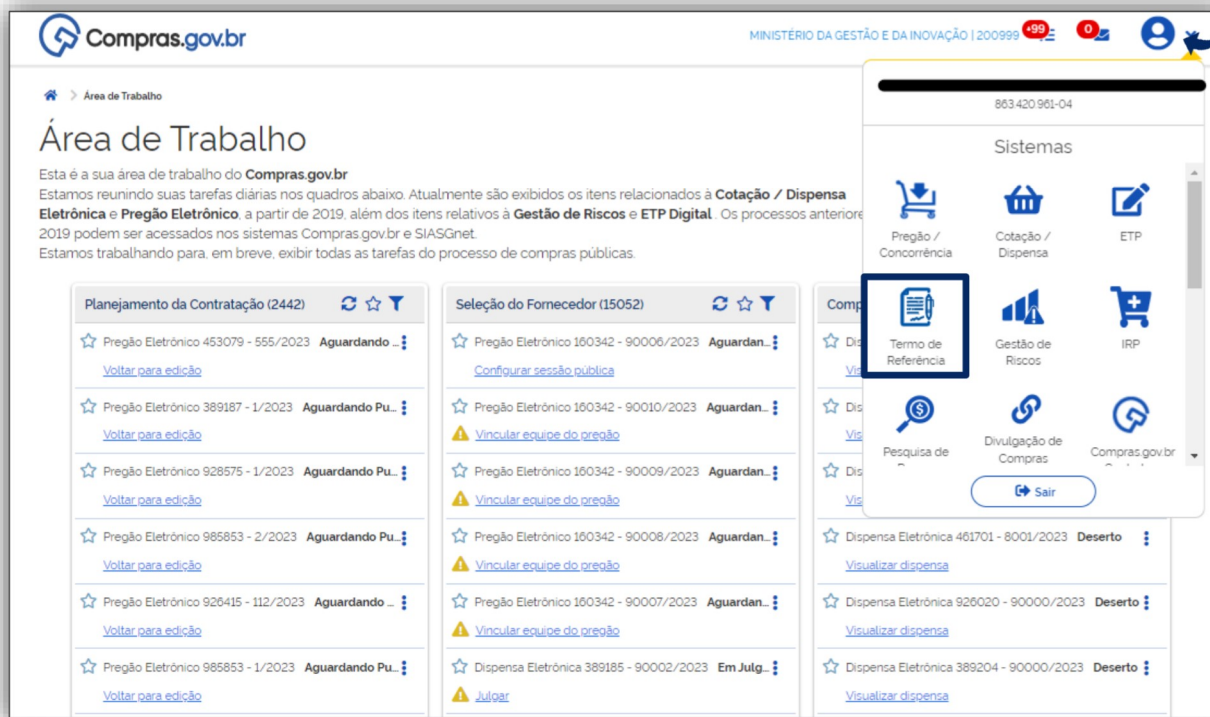 Compras.gov.br
MINISTÉRIO DA GESTÃO E DA INOVAÇÃO | 200999
+99
0
Área de Trabalho
Área de Trabalho
Esta é a sua área de trabalho do Compras.gov.br
Estamos reunindo suas tarefas diárias nos quadros abaixo. Atualmente são exibidos os itens relacionados à Cotação / Dispensa
Eletrônica e Pregão Eletrônico, a partir de 2019, além dos itens relativos à Gestão de Riscos e ETP Digital. Os processos anteriore
2019 podem ser acessados nos sistemas Compras.gov.br e SIASGnet.
Estamos trabalhando para, em breve, exibir todas as tarefas do processo de compras públicas.
Planejamento da Contratação (2442)
Pregão Eletrônico 453079 - 555/2023 Aguardando ...
Voltar para edição
Pregão Eletrônico 389187 - 1/2023 Aguardando Pu...
Voltar para edição
Pregão Eletrônico 928575 - 1/2023 Aguardando Pu...
Voltar para edição
Pregão Eletrônico 985853 - 2/2023 Aguardando Pu...
Voltar para edição
Pregão Eletrônico 926415 - 112/2023 Aguardando ...
Voltar para edição
Pregão Eletrônico 985853 - 1/2023 Aguardando Pu...
Voltar para edição
Seleção do Fornecedor (15052)
Pregão Eletrônico 160342 - 90006/2023 Aguardan...
Configurar sessão pública
Pregão Eletrônico 160342 - 90010/2023 Aguardan...
Vincular equipe do pregão
Pregão Eletrônico 160342 - 90009/2023 Aguardan...
Vincular equipe do pregão
Pregão Eletrônico 160342 - 90008/2023 Aguardan...
Vincular equipe do pregão
Pregão Eletrônico 160342 - 90007/2023 Aguardan...
Vincular equipe do pregão
Dispensa Eletrônica 389185 - 90002/2023 Em Julg...
Julgar
Comp
Dis
Vis
Dis
Vis
Dis
Vis
Dispensa Eletrônica 461701 - 8001/2023 Deserto
Visualizar dispensa
Dispensa Eletrônica 926020 - 90000/2023 Deserto
Visualizar dispensa
Dispensa Eletrônica 389204 - 90000/2023 Deserto
Visualizar dispensa
863.420.961-04
Sistemas
Pregão /
Concorrência
Cotação /
Dispensa
ETP
Termo de
Referência
Gestão de
Riscos
IRP
Pesquisa de
Divulgação de
Compras
Compras.gov.br
Sair